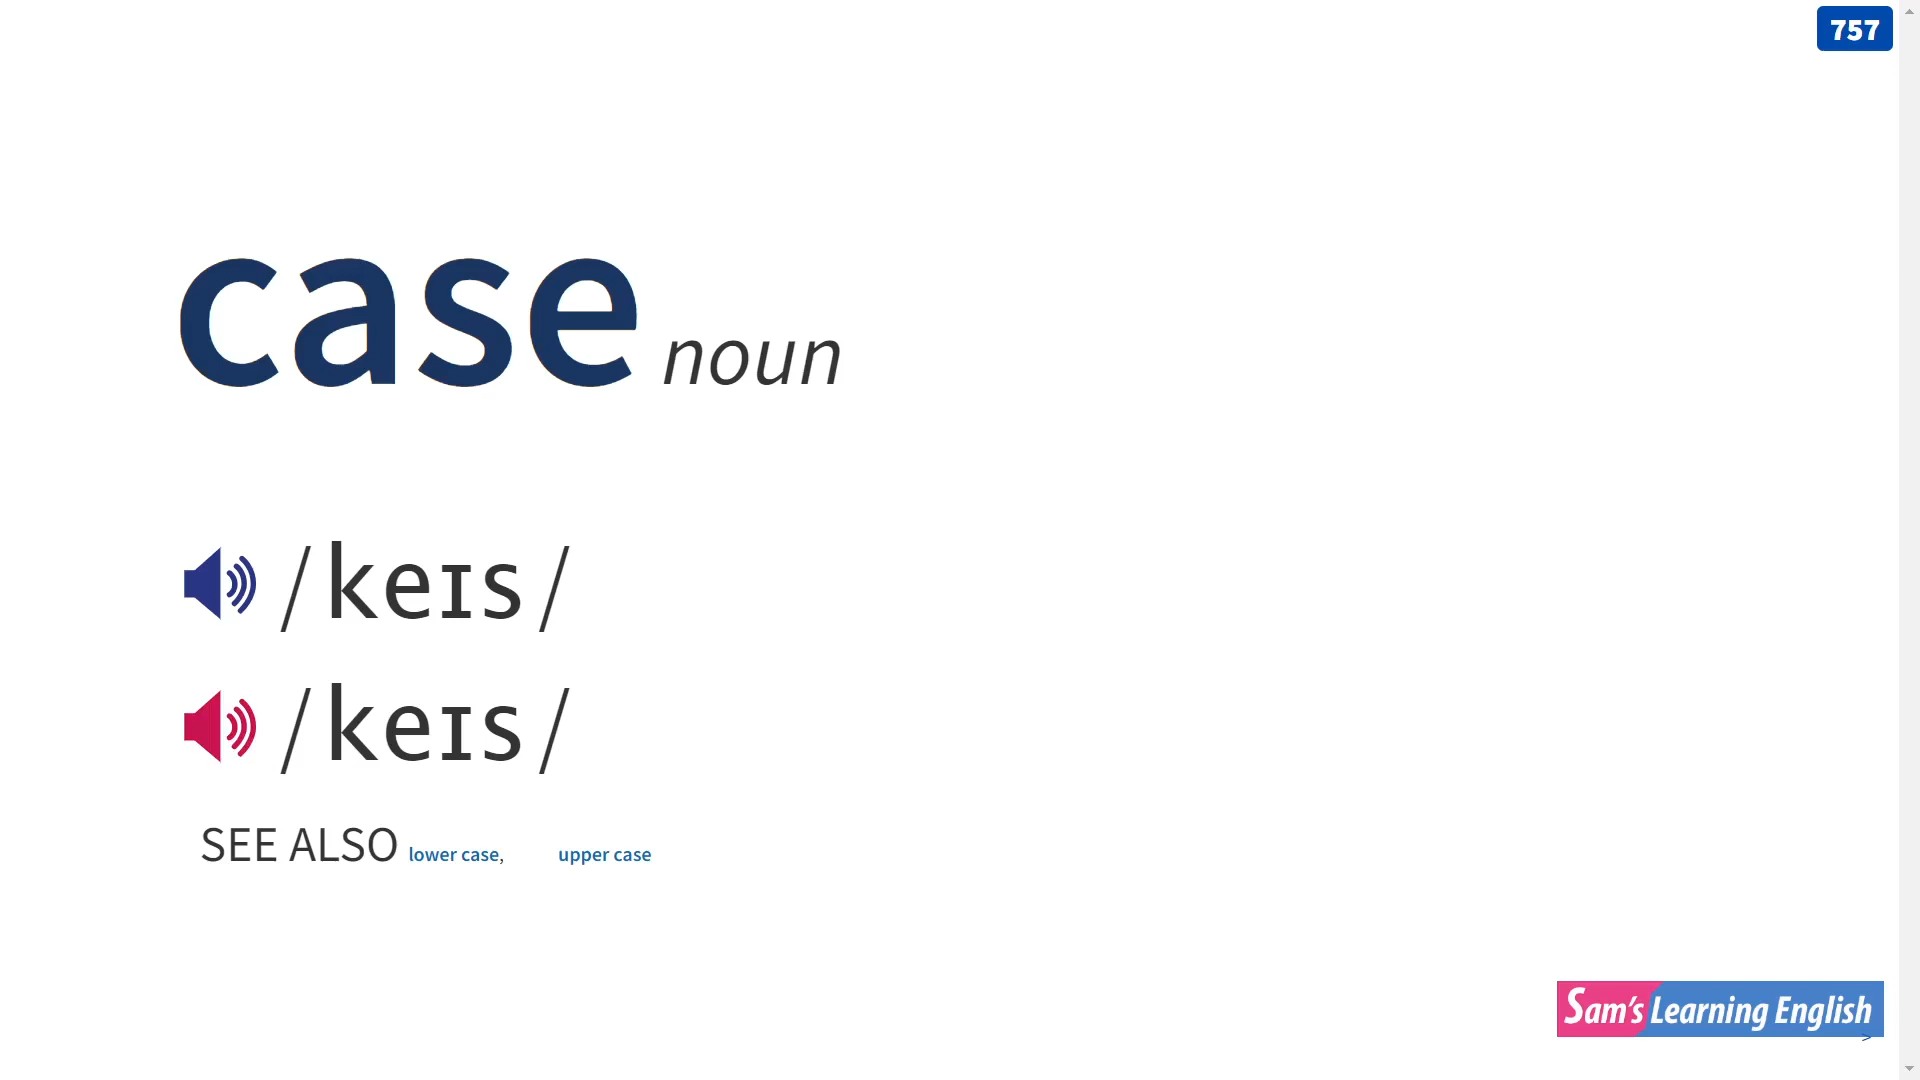 757
case noun
/keɪs/
/keɪs/
SEE ALSO lower case, upper case
Sam's Learning English
>